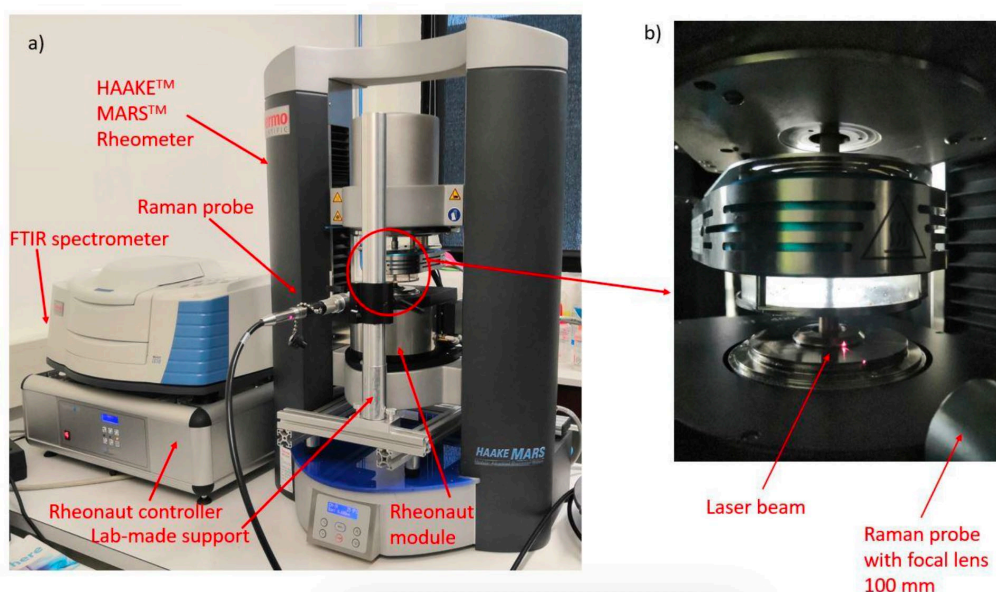 a)
HAAKE™
MARS™
Rheometer
Raman probe
FTIR spectrometer
Rheonaut controller
Lab-made support
Rheonaut
module
HAAKE MARS
b)
Laser beam
Raman probe
with focal lens
100 mm